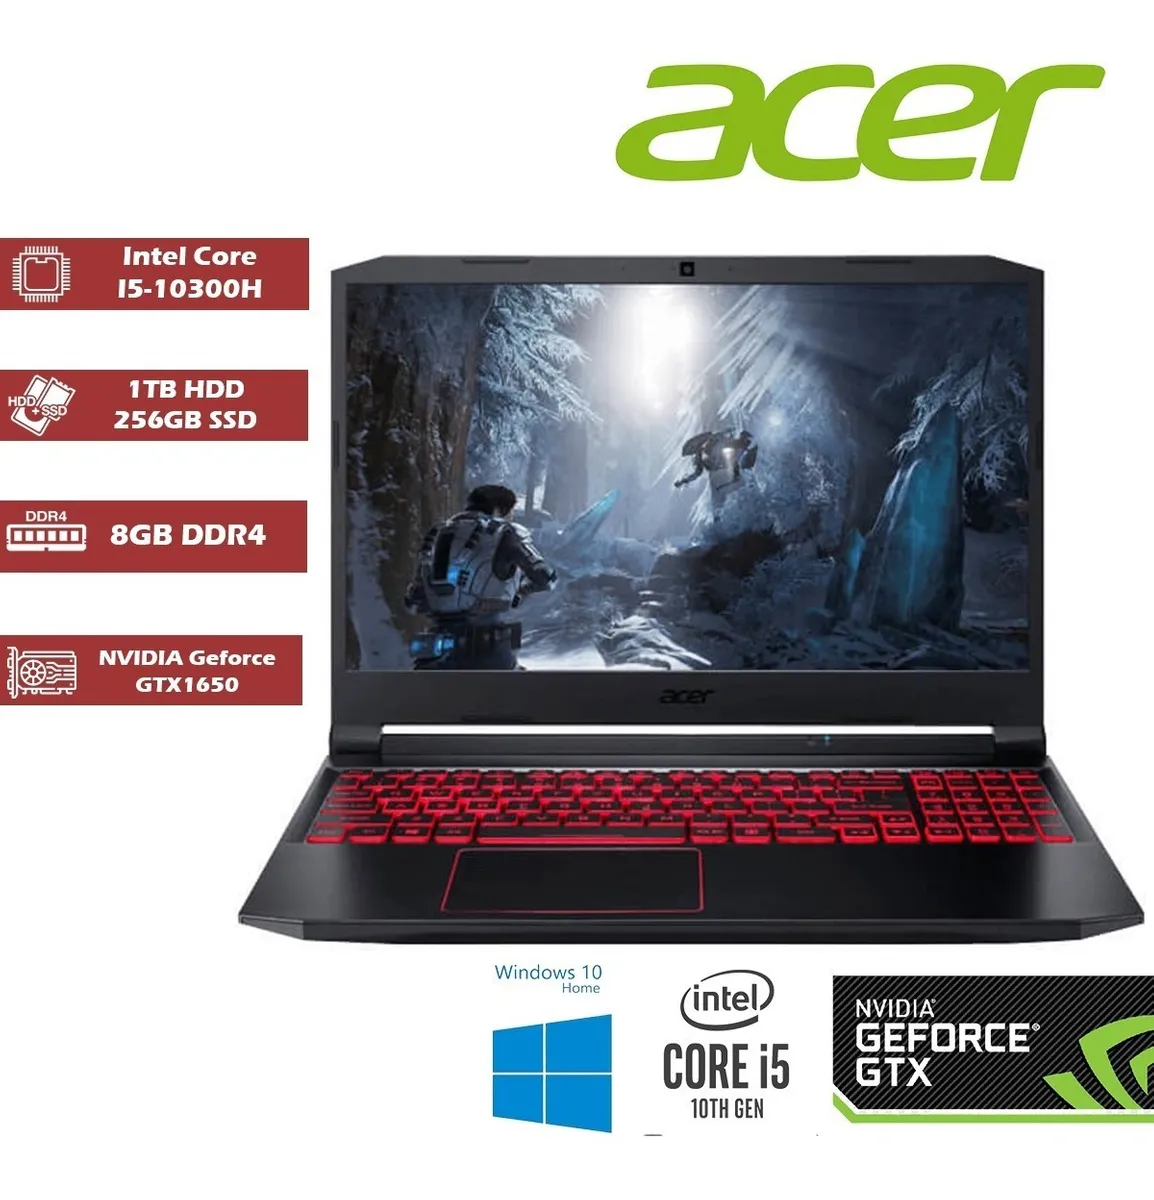 acer
Intel Core
I5-10300H
HDD
+SSD
1TB HDD
256GB SSD
DDR4
8GB DDR4
NVIDIA Geforce
GTX1650
acer
Windows 10
Home
intel
CORE i5
10TH GEN
NVIDIA
GEFORCE®
GTX